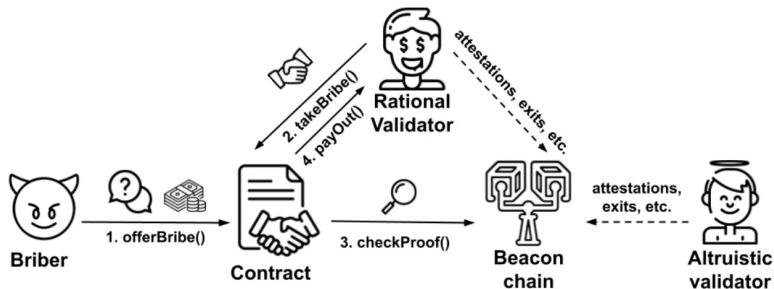 attestations, exits, etc.
Rational
Validator
2. takeBribe()
4. payOut()
?
$ $
1. offerBribe()
3. checkProof()
attestations,
exits, etc.
Briber
Contract
Beacon
chain
Altruistic
validator